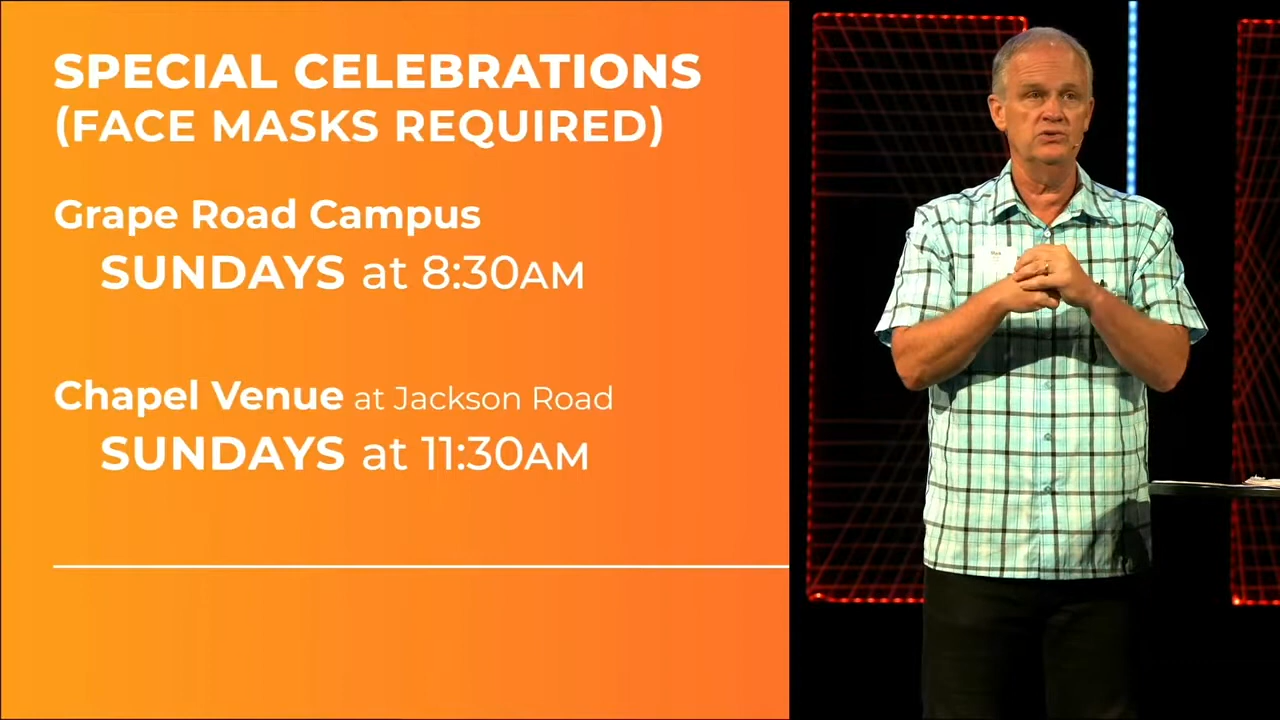 SPECIAL CELEBRATIONS
(FACE MASKS REQUIRED)
Grape Road Campus
SUNDAYS at 8:30AM
Chapel Venue at Jackson Road
SUNDAYS at 11:30AM
Mark